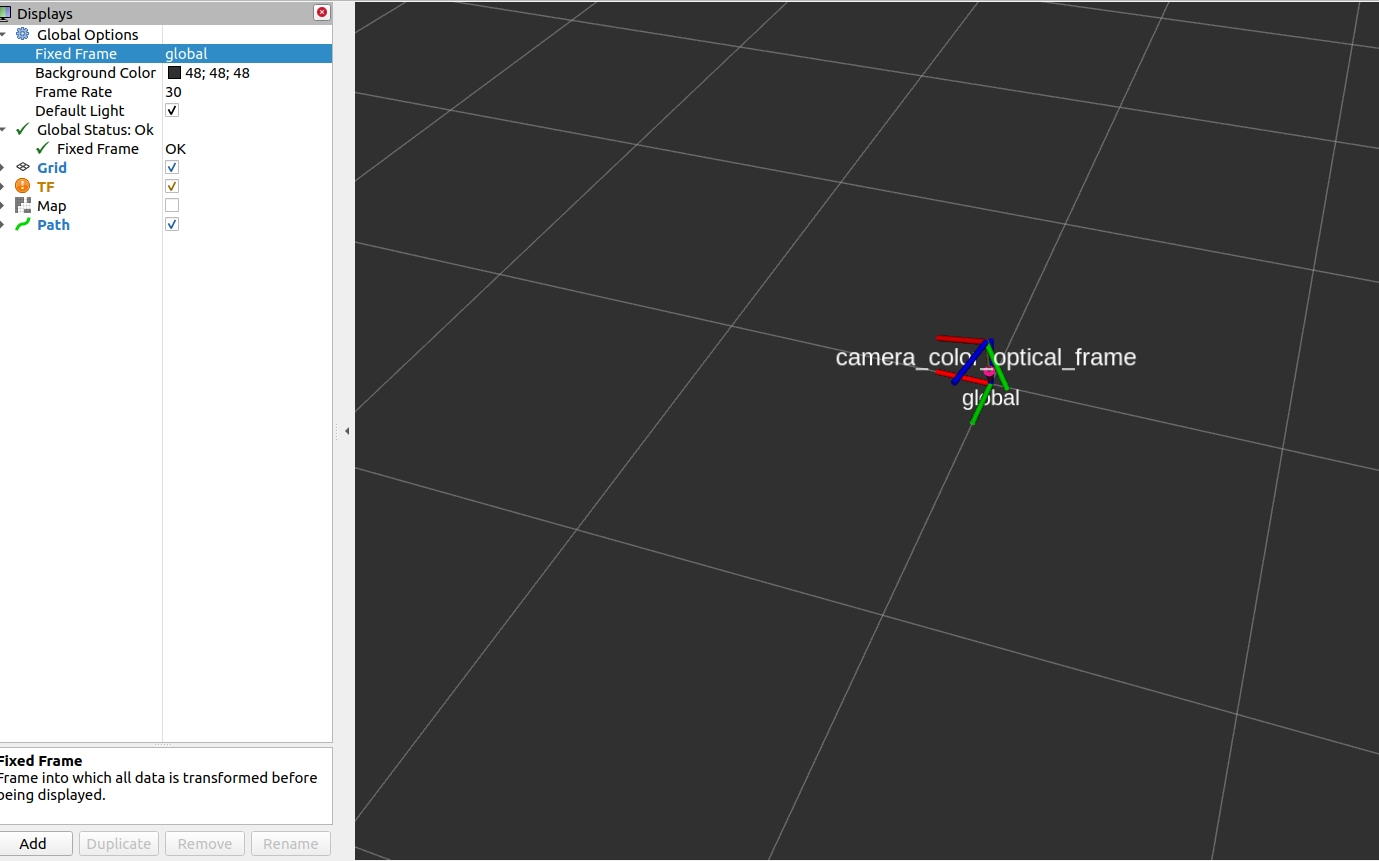 Displays
Global Options
Fixed Frame global
Background Color 48; 48; 48
Frame Rate 30
Default Light
Global Status: Ok
Fixed Frame OK
Grid
TF
Map
Path
camera_color_optical_frame
global
Fixed Frame
Frame into which all data is transformed before
being displayed.
Add Duplicate Remove Rename